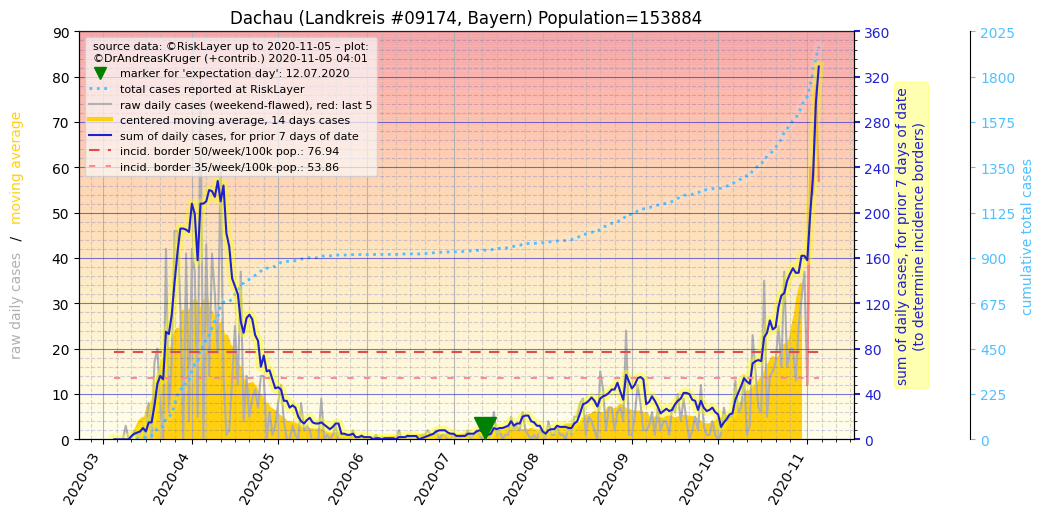 Dachau (Landkreis #09174, Bayern) Population=153884
source data: ©RiskLayer up to 2020-11-05 – plot:
©DrAndreasKruger (+contrib.) 2020-11-05 04:01
marker for 'expectation day': 12.07.2020
total cases reported at RiskLayer
raw daily cases (weekend-flawed), red: last 5
centered moving average, 14 days cases
sum of daily cases, for prior 7 days of date
incid. border 50/week/100k pop.: 76.94
incid. border 35/week/100k pop.: 53.86
raw daily cases / moving average
90
80
70
60
50
40
30
20
10
0
2020-03
2020-04
2020-05
2020-06
2020-07
2020-08
2020-09
2020-10
2020-11
360
320
280
240
200
160
120
80
40
0
sum of daily cases, for prior 7 days of date
(to determine incidence borders)
2025
1800
1575
1350
1125
900
675
450
225
0
cumulative total cases